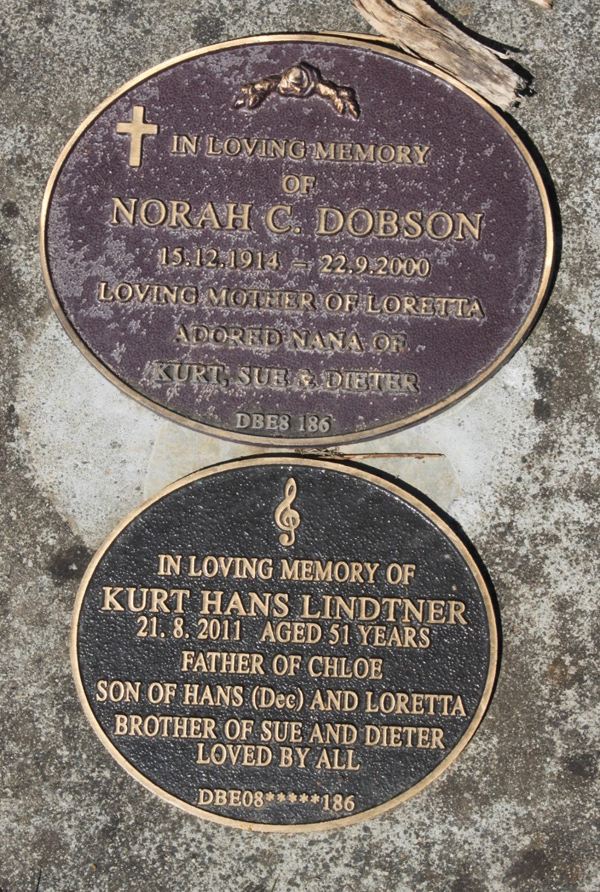 IN LOVING MEMORY
OF
NORAH C. DOBSON
15.12.1914 – 22.9.2000
LOVING MOTHER OF LORETTA
ADORED NANA OF
KURT, SUE & DIETER
DBE8 186
IN LOVING MEMORY OF
KURT HANS LINDTNER
21. 8. 2011 AGED 51 YEARS
FATHER OF CHLOE
SON OF HANS (Dec) AND LORETTA
BROTHER OF SUE AND DIETER
LOVED BY ALL
DBE08*****186